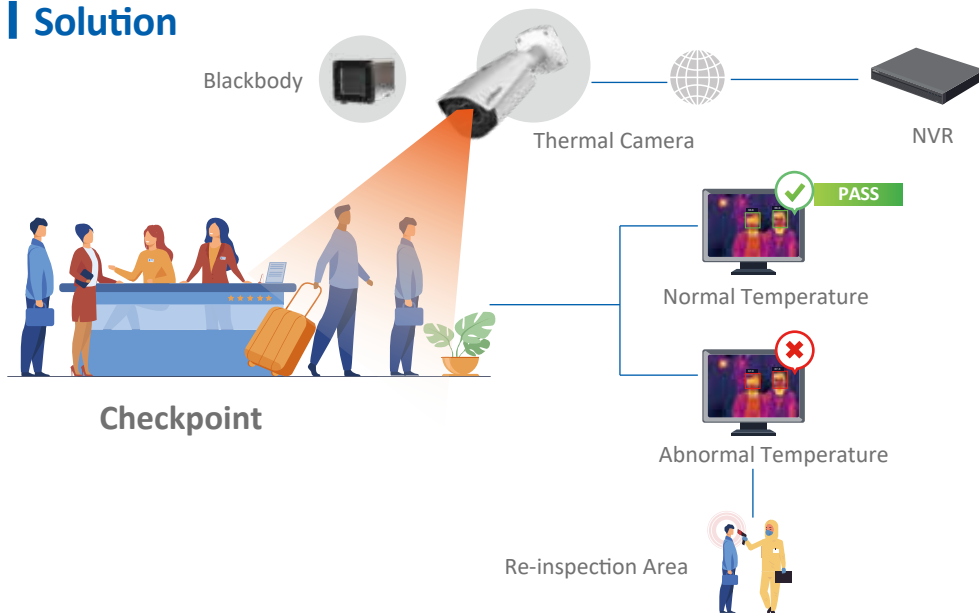 Solution
Blackbody
Thermal Camera
NVR
PASS
Normal Temperature
Checkpoint
Abnormal Temperature
Re-inspection Area